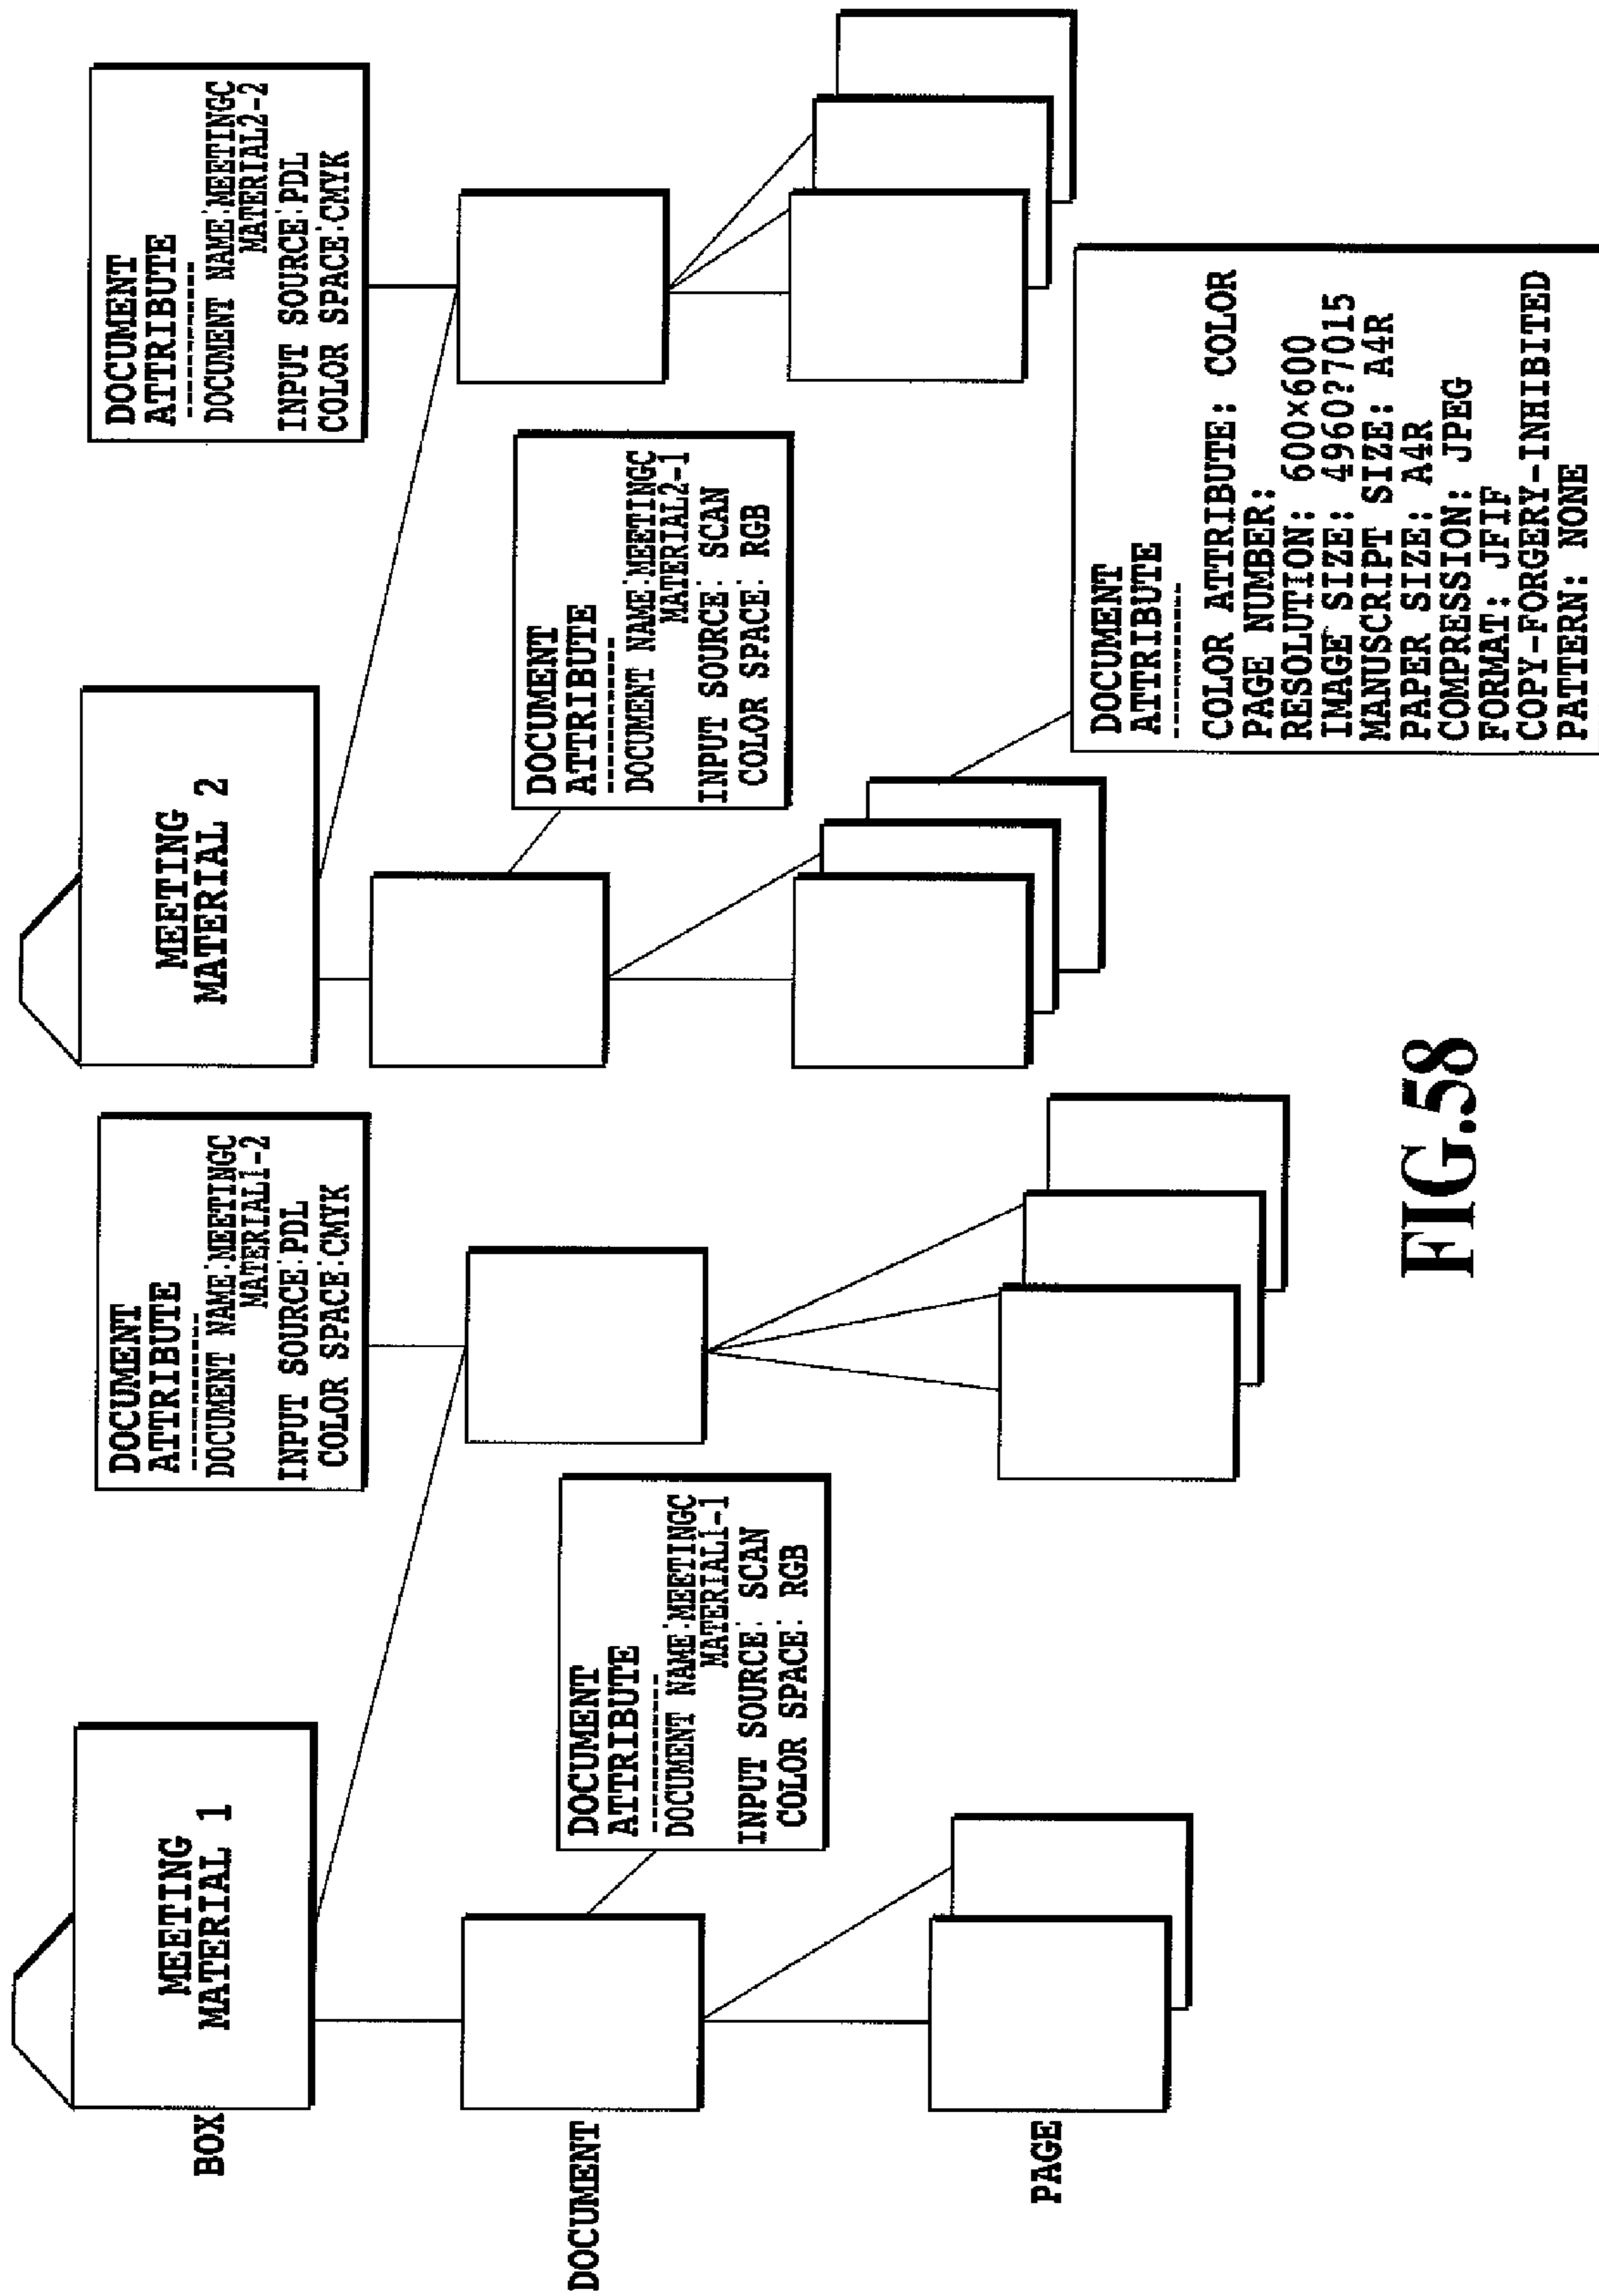 BOX
MEETING
MATERIAL 1
DOCUMENT
ATTRIBUTE
----------
DOCUMENT NAME:MEETINGC
MATERIAL1-2
INPUT SOURCE:PDL
COLOR SPACE:CMYK
MEETING
MATERIAL 2
DOCUMENT
ATTRIBUTE
----------
DOCUMENT NAME:MEETINGC
MATERIAL2-2
INPUT SOURCE:PDL
COLOR SPACE:CMYK
DOCUMENT
DOCUMENT
ATTRIBUTE
----------
DOCUMENT NAME:MEETINGC
MATERIAL1-1
INPUT SOURCE: SCAN
COLOR SPACE: RGB
DOCUMENT
ATTRIBUTE
----------
DOCUMENT NAME:MEETINGC
MATERIAL2-1
INPUT SOURCE: SCAN
COLOR SPACE: RGB
PAGE
DOCUMENT
ATTRIBUTE
----------
COLOR ATTRIBUTE: COLOR
PAGE NUMBER:
RESOLUTION: 600×600
IMAGE SIZE: 4960?7015
MANUSCRIPT SIZE: A4R
PAPER SIZE: A4R
COMPRESSION: JPEG
FORMAT: JFIF
COPY-FORGERY-INHIBITED
PATTERN: NONE
FIG.58